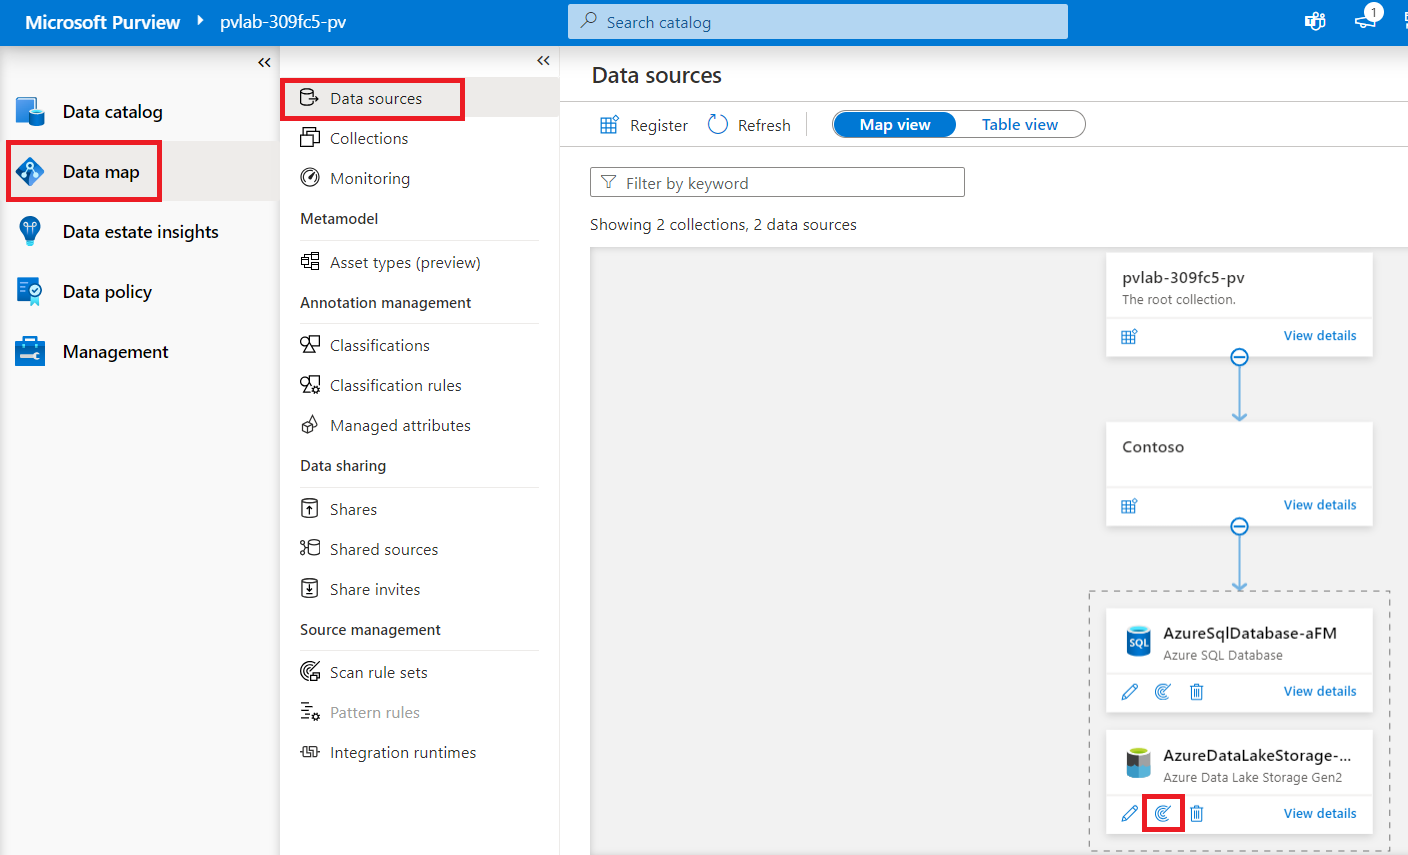 Microsoft Purview pvlab-309fc5-pv
Search catalog
1
Data catalog
Data map
Data estate insights
Data policy
Management
Data sources
Collections
Monitoring
Metamodel
Asset types (preview)
Annotation management
Classifications
Classification rules
Managed attributes
Data sharing
Shares
Shared sources
Share invites
Source management
Scan rule sets
Pattern rules
Integration runtimes
Data sources
Register Refresh Map view Table view
Filter by keyword
Showing 2 collections, 2 data sources
pvlab-309fc5-pv
The root collection.
View details
Contoso
View details
SQL
AzureSqlDatabase-aFM
Azure SQL Database
View details
AzureDataLakeStorage-...
Azure Data Lake Storage Gen2
View details